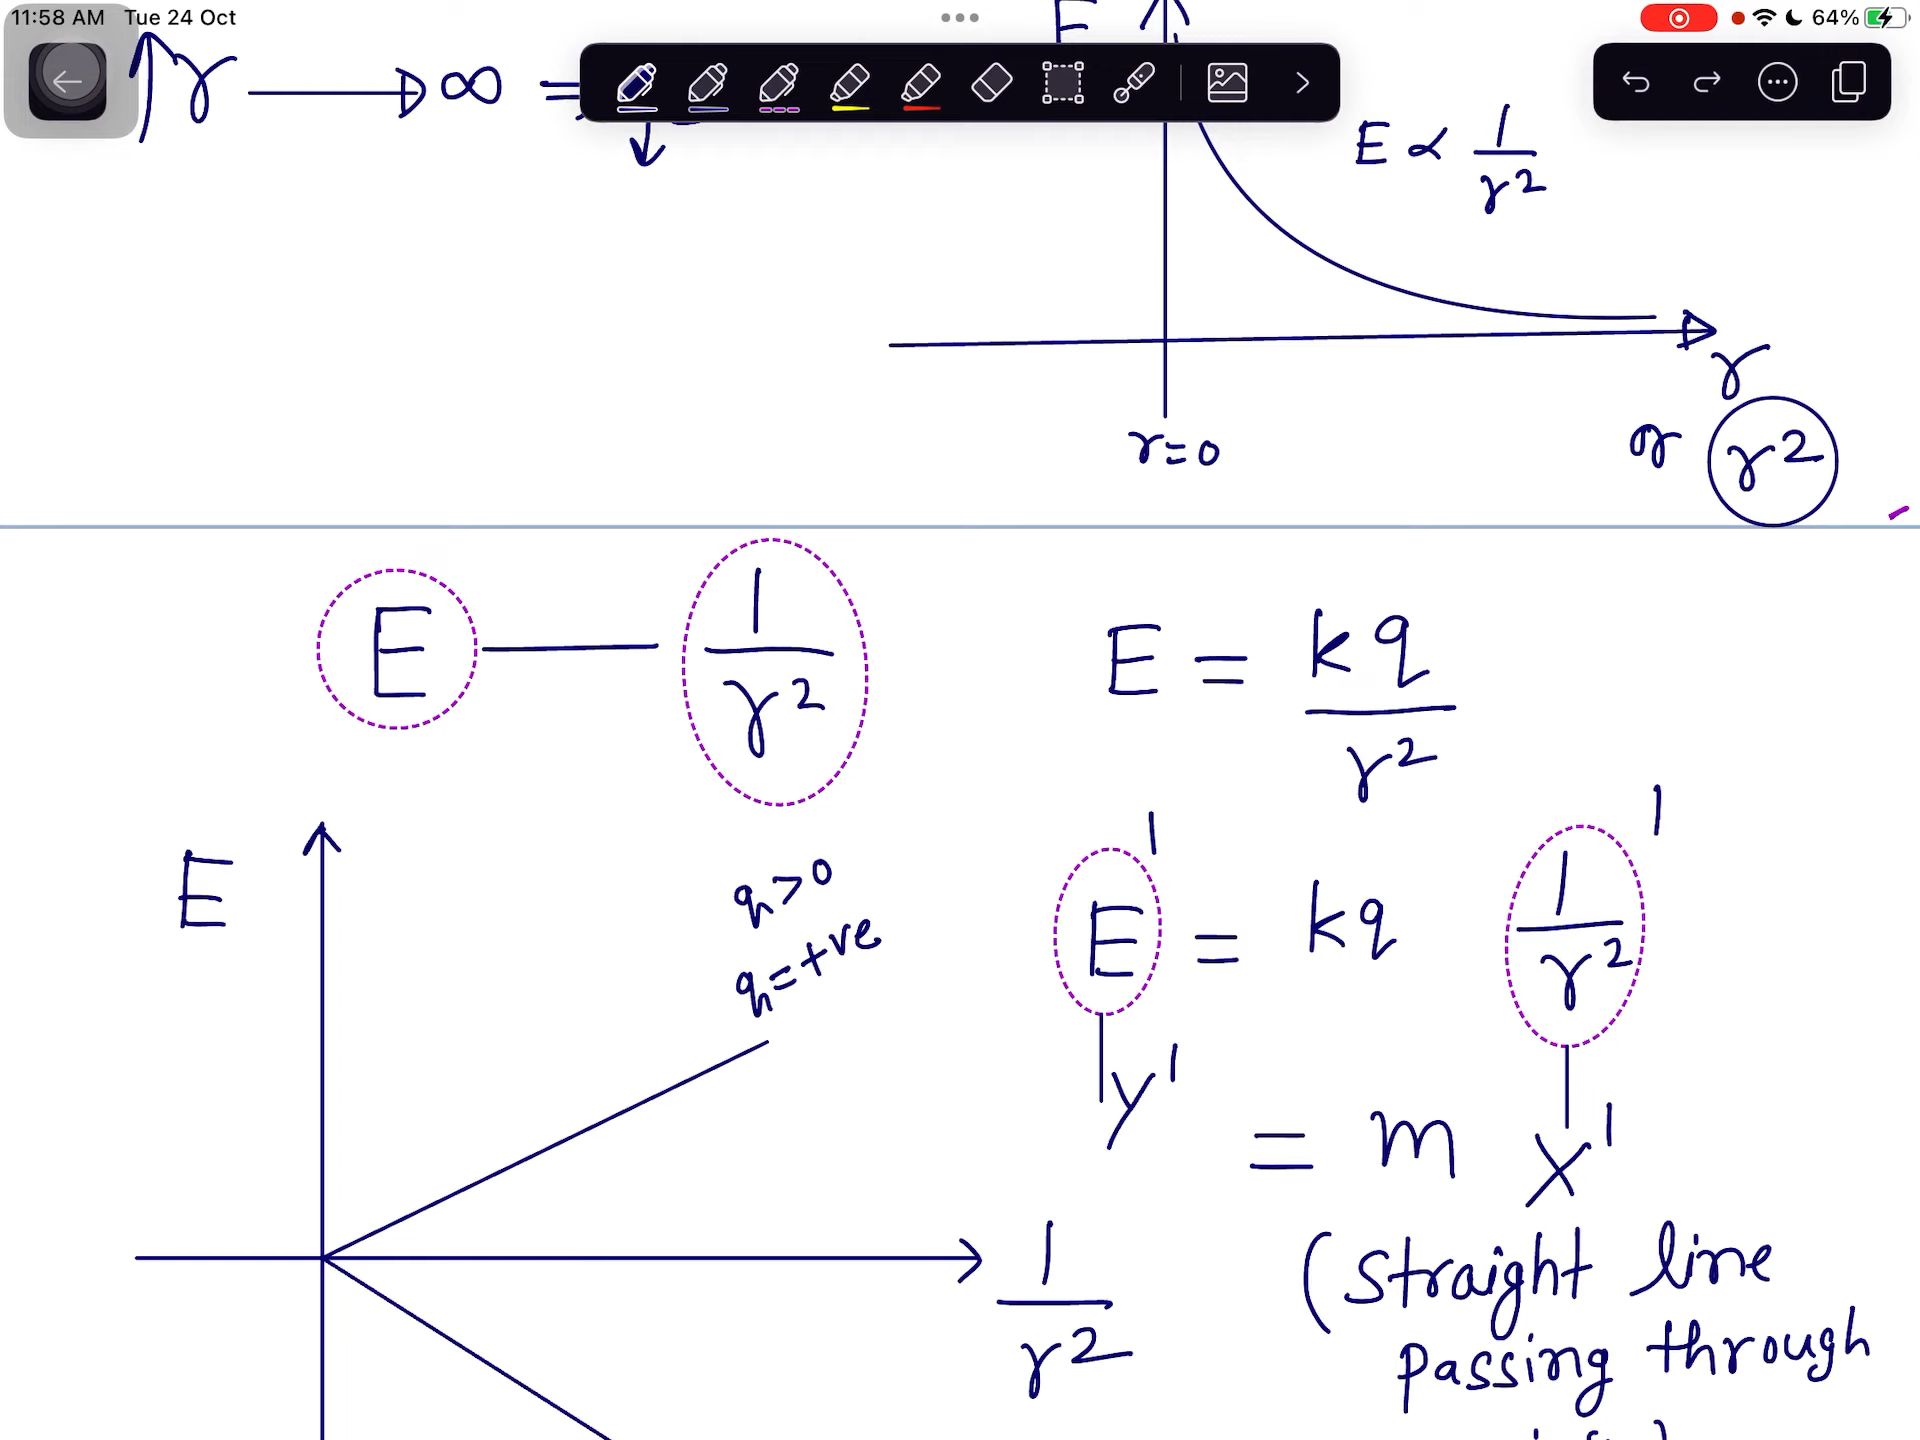 11:58 AM Tue 24 Oct
64%
r → ∞ =
E
E ∝ 1/r²
r
r=0
or r²
E — 1/r²
E = kq/r²
E
q>0
q=+ve
E' = kq 1/r² '
y' = m x'
1/r²
(straight line
passing through